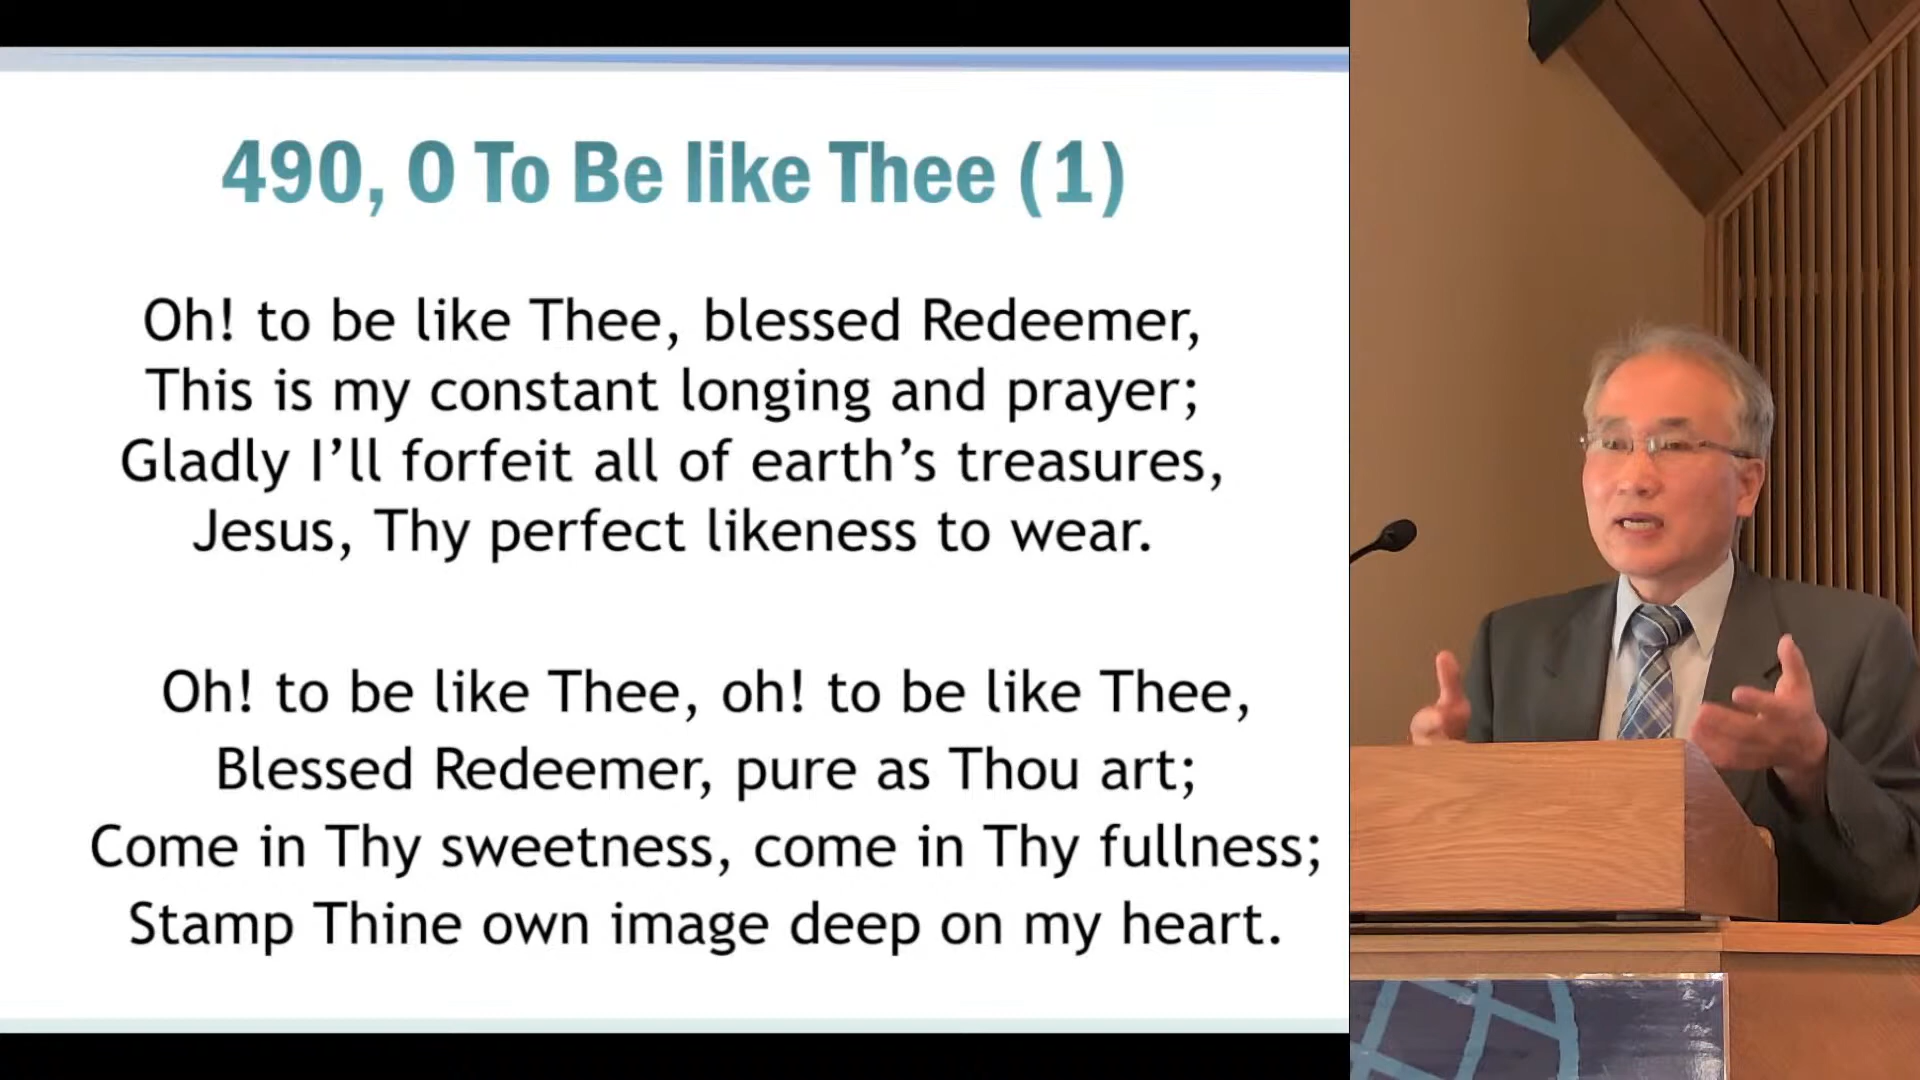 490, O To Be like Thee (1)
Oh! to be like Thee, blessed Redeemer,
This is my constant longing and prayer;
Gladly I’ll forfeit all of earth’s treasures,
Jesus, Thy perfect likeness to wear.
Oh! to be like Thee, oh! to be like Thee,
Blessed Redeemer, pure as Thou art;
Come in Thy sweetness, come in Thy fullness;
Stamp Thine own image deep on my heart.